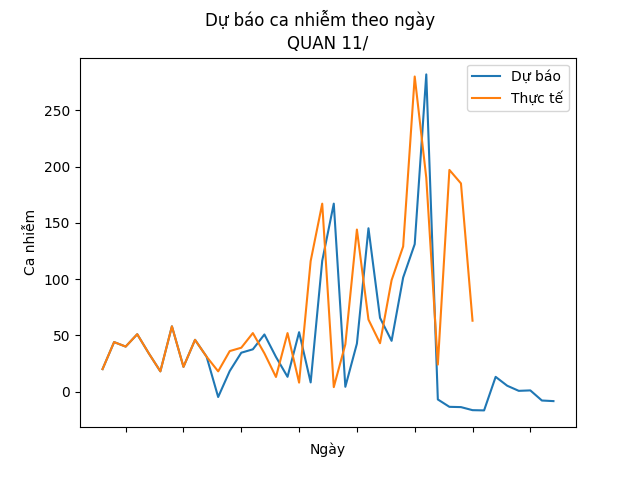 Dự báo ca nhiễm theo ngày
QUAN 11/
Dự báo
Thực tế
250
200
150
100
50
0
Ca nhiễm
Ngày